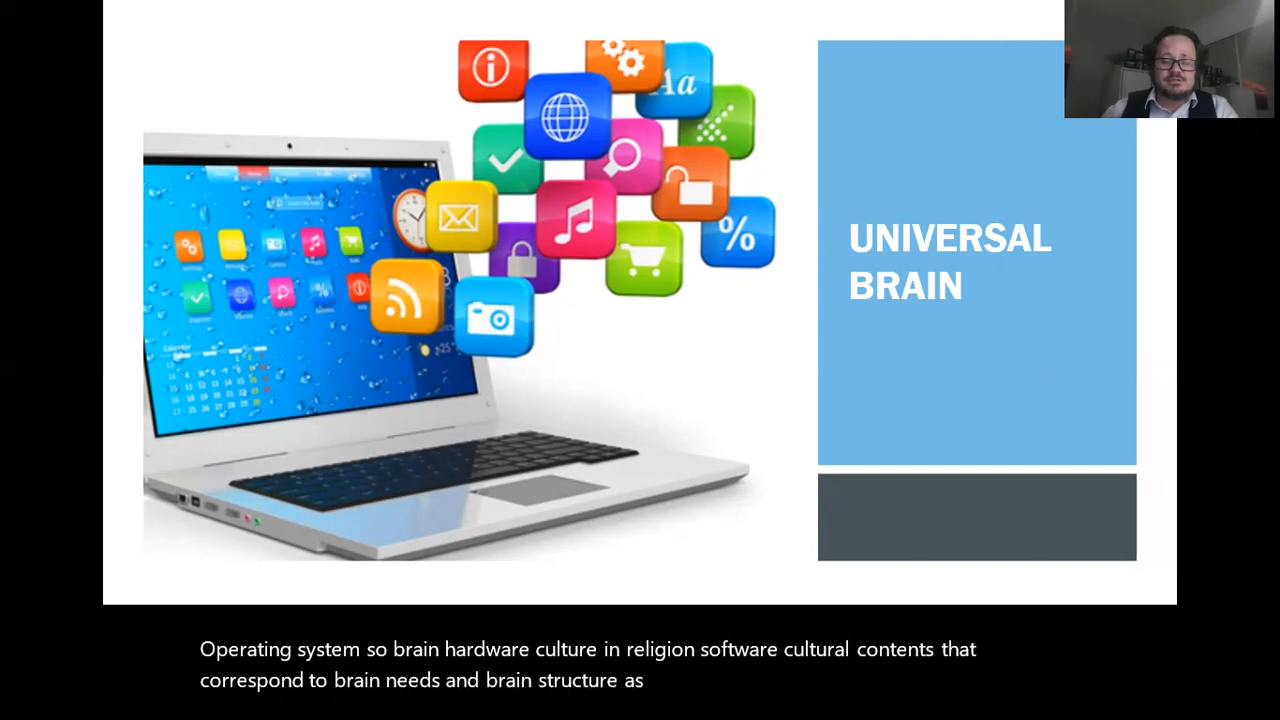 Aa
%
UNIVERSAL
BRAIN
Operating system so brain hardware culture in religion software cultural contents that
correspond to brain needs and brain structure as